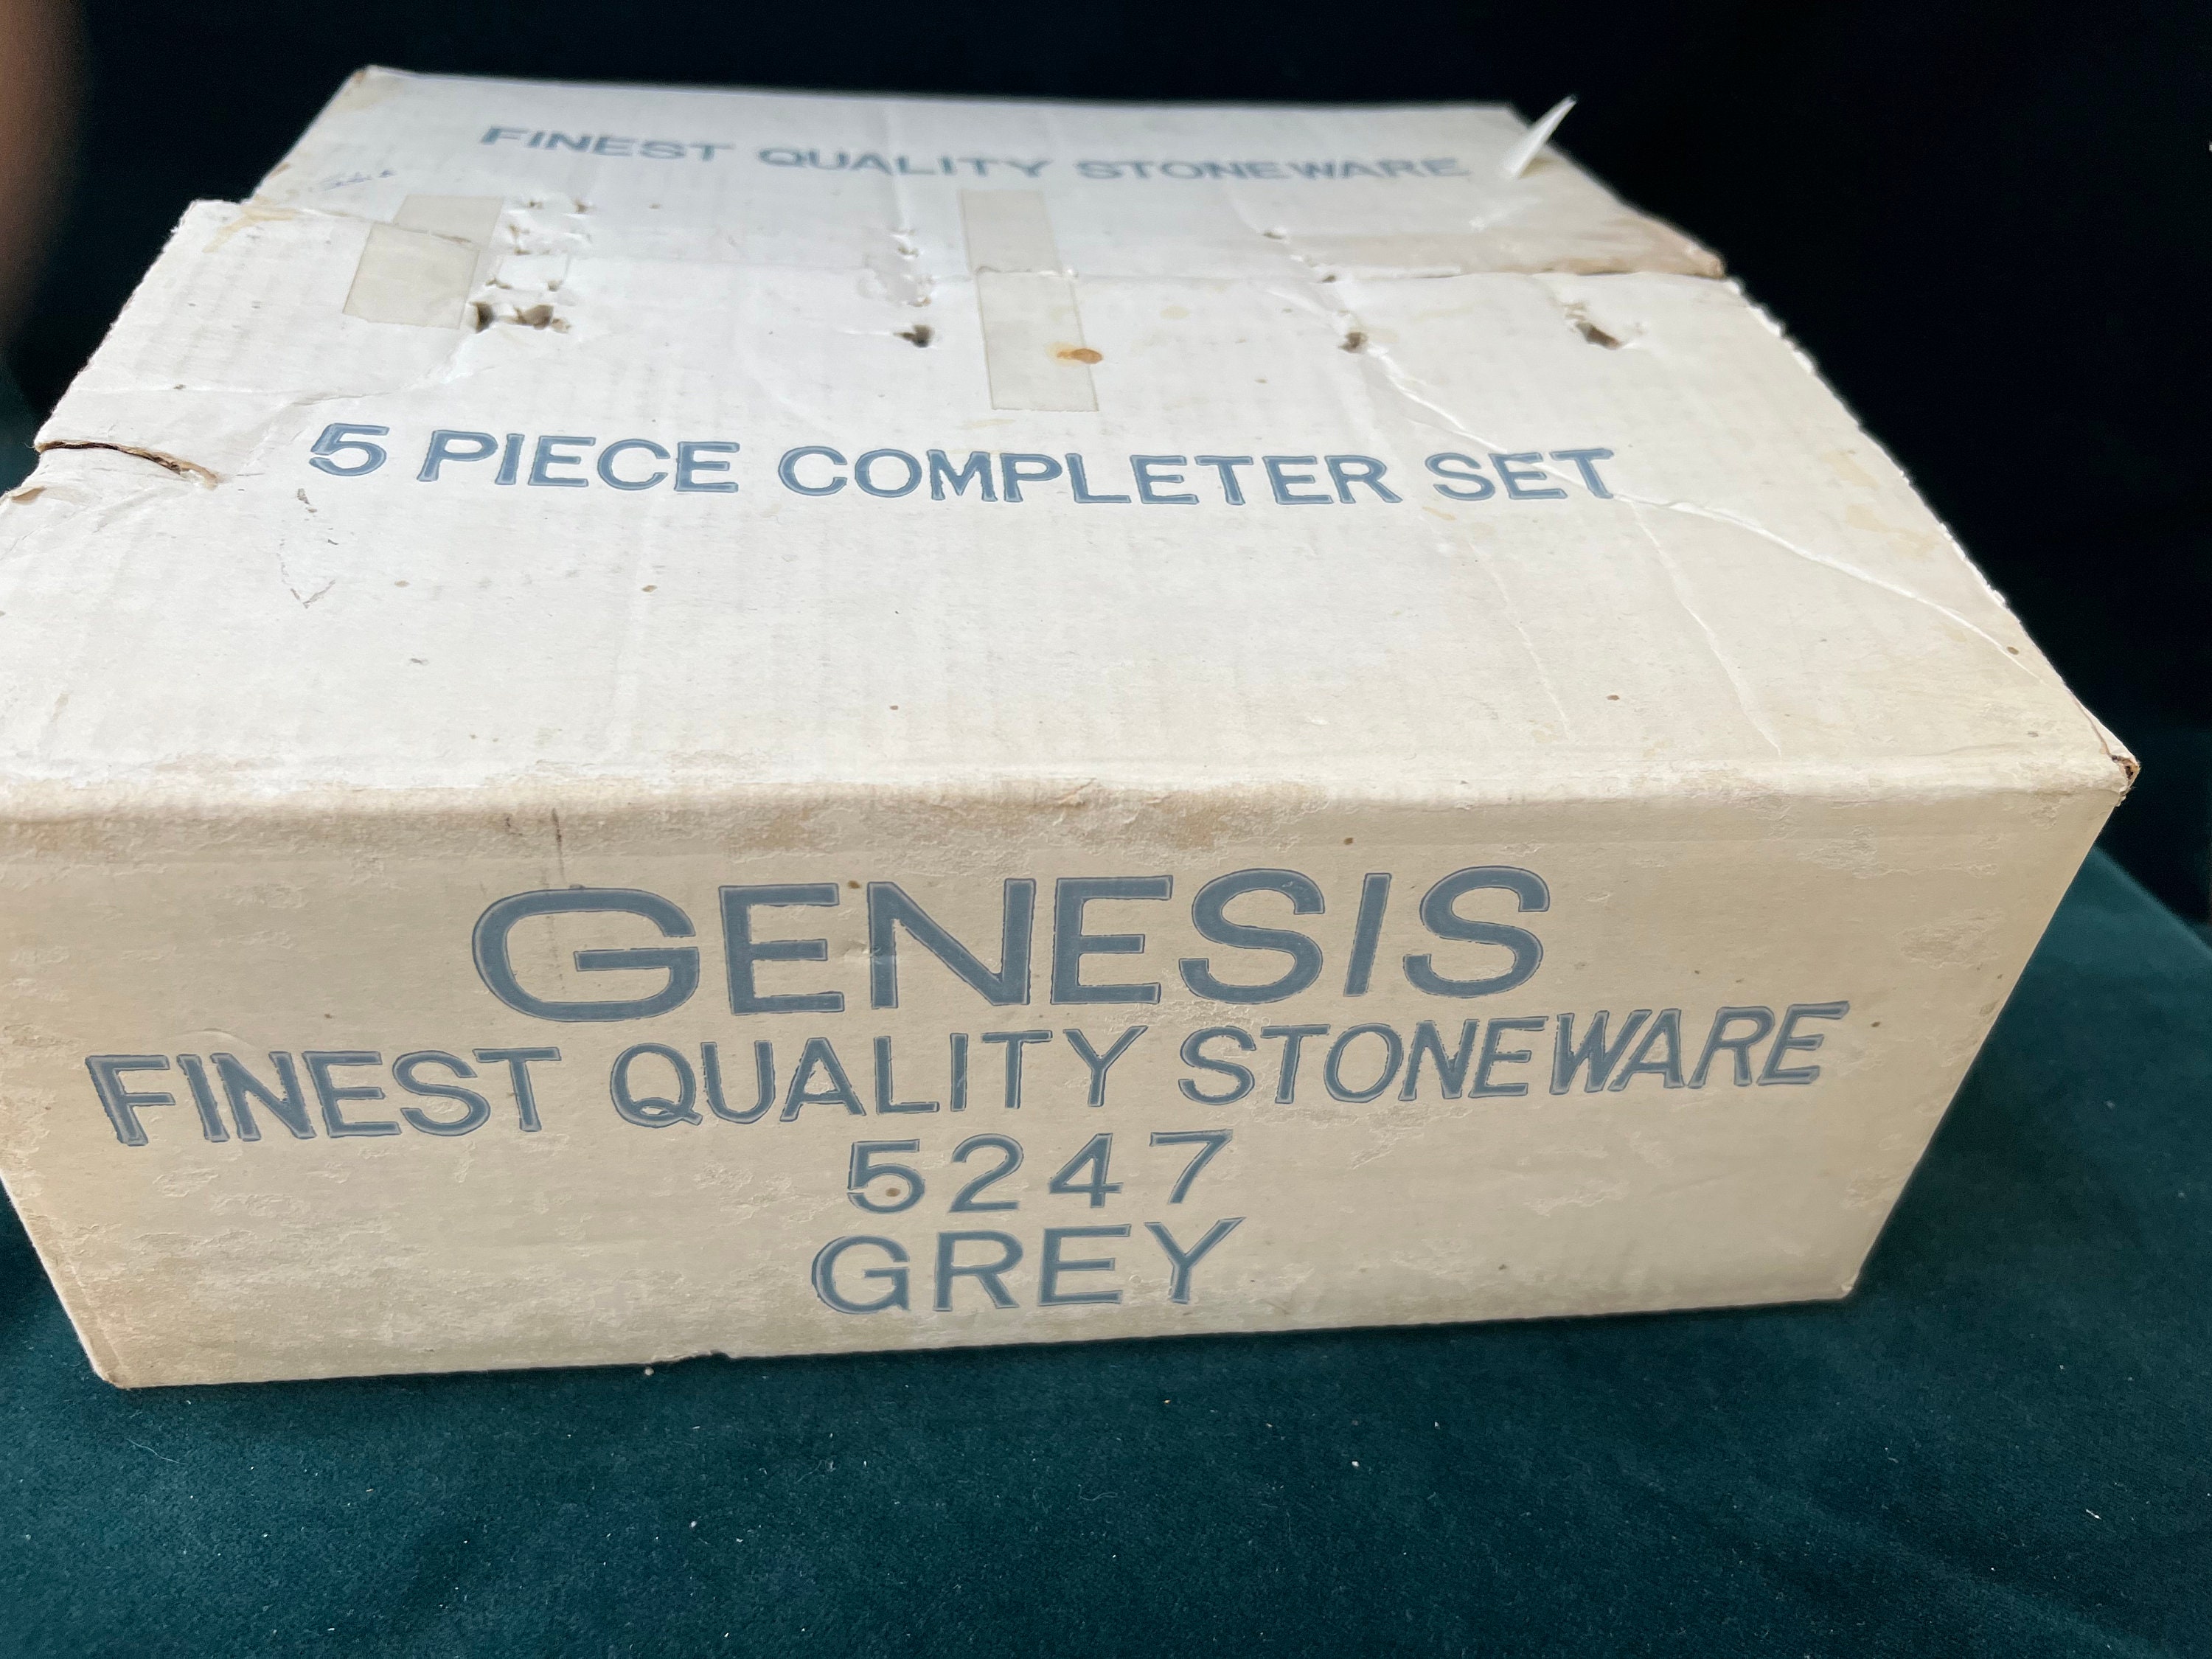 FINEST QUALITY STONEWARE
5 PIECE COMPLETER SET
GENESIS
FINEST QUALITY STONEWARE
5247
GREY